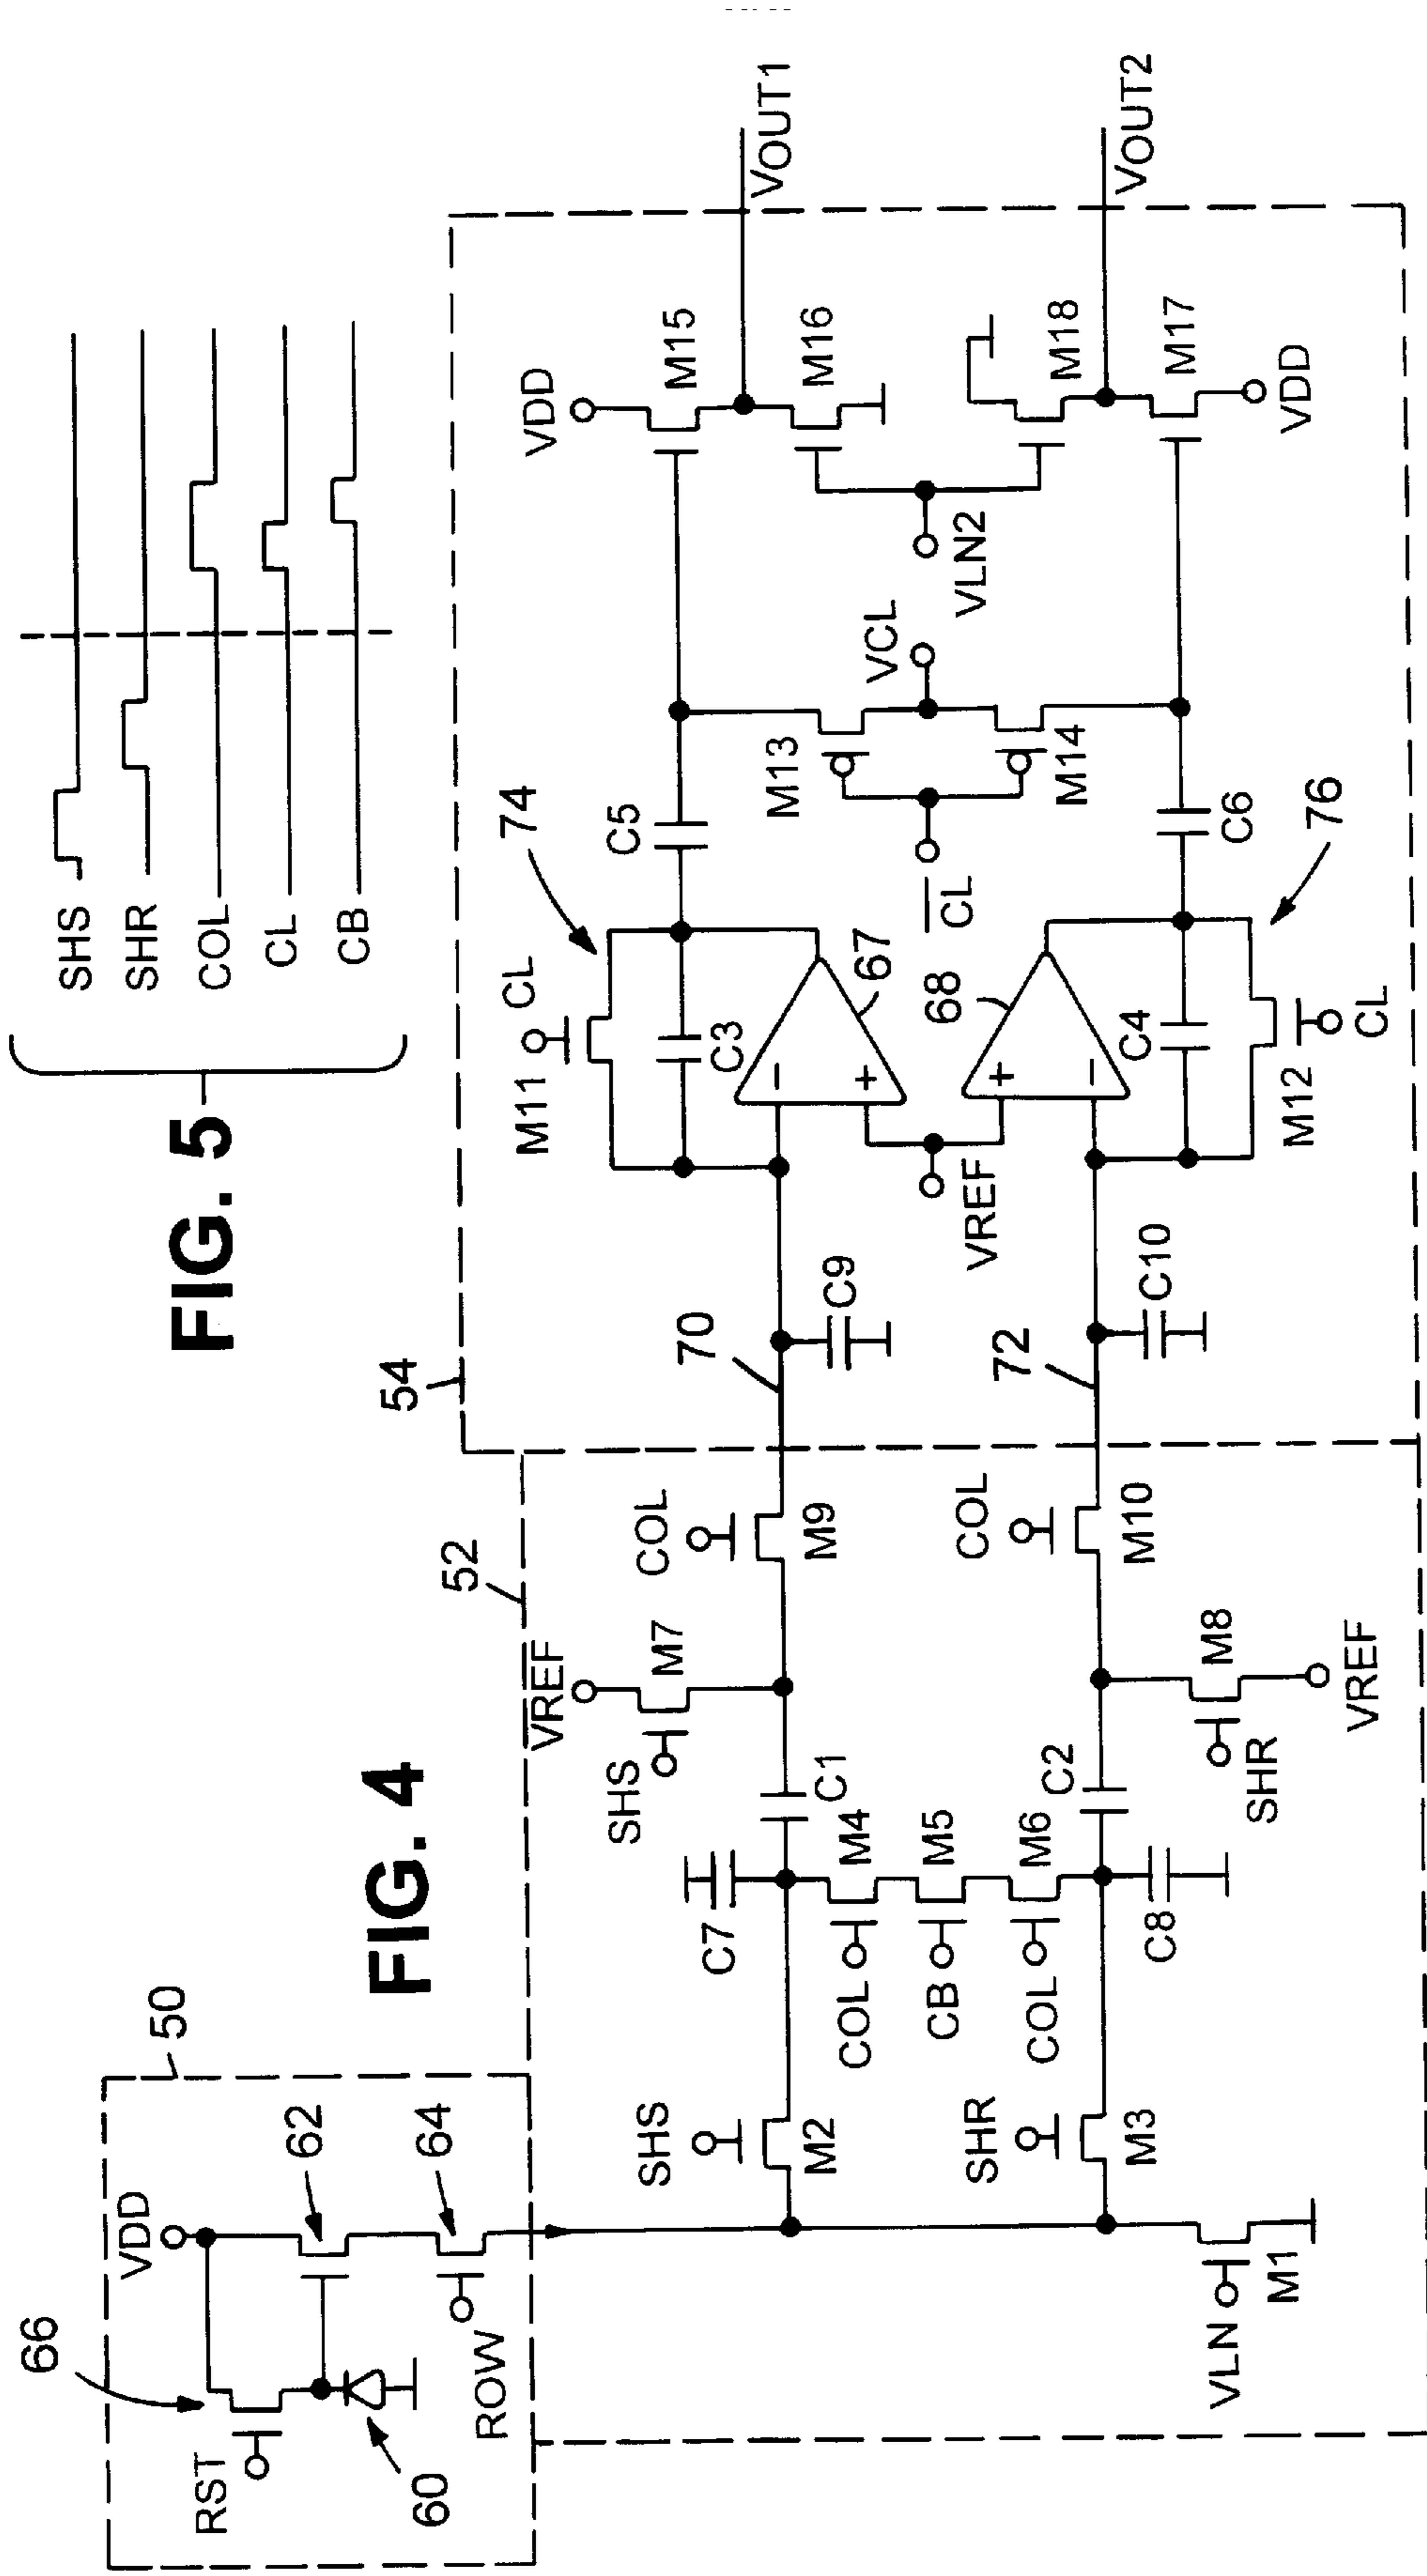 FIG. 4
66
VDD
RST
60
62
64
ROW
50
VLN
M1
SHS
M2
SHR
M3
C7
COL
M4
CB
M5
COL
M6
C8
C1
C2
SHS
VREF
M7
SHR
M8
VREF
52
COL
M9
COL
M10
54
70
C9
72
C10
VREF
M11
CL
C3
74
67
68
C4
M12
CL
76
C5
C6
CL
M13
M14
VCL
VLN2
VDD
M15
M16
M18
M17
VDD
VOUT1
VOUT2
FIG. 5
SHS
SHR
COL
CL
CB